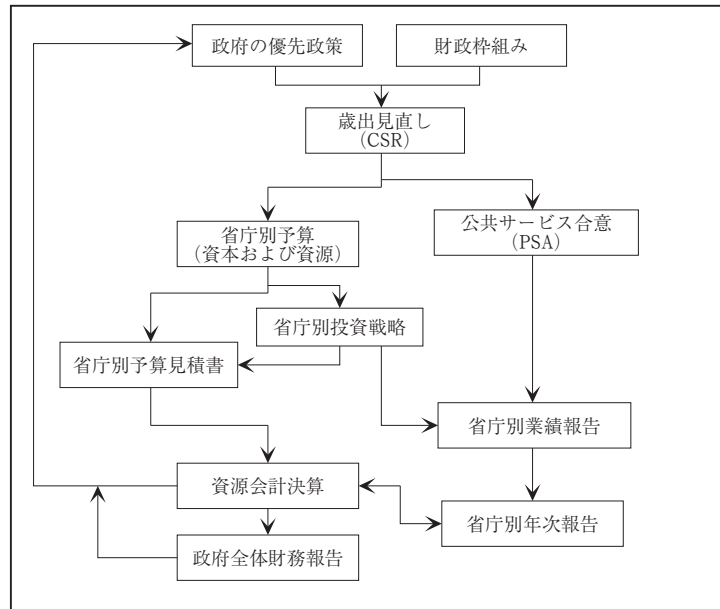 政府の優先政策
財政枠組み
歳出見直し
(CSR)
省庁別予算
(資本および資源)
公共サービス合意
(PSA)
省庁別投資戦略
省庁別予算見積書
省庁別業績報告
資源会計決算
省庁別年次報告
政府全体財務報告